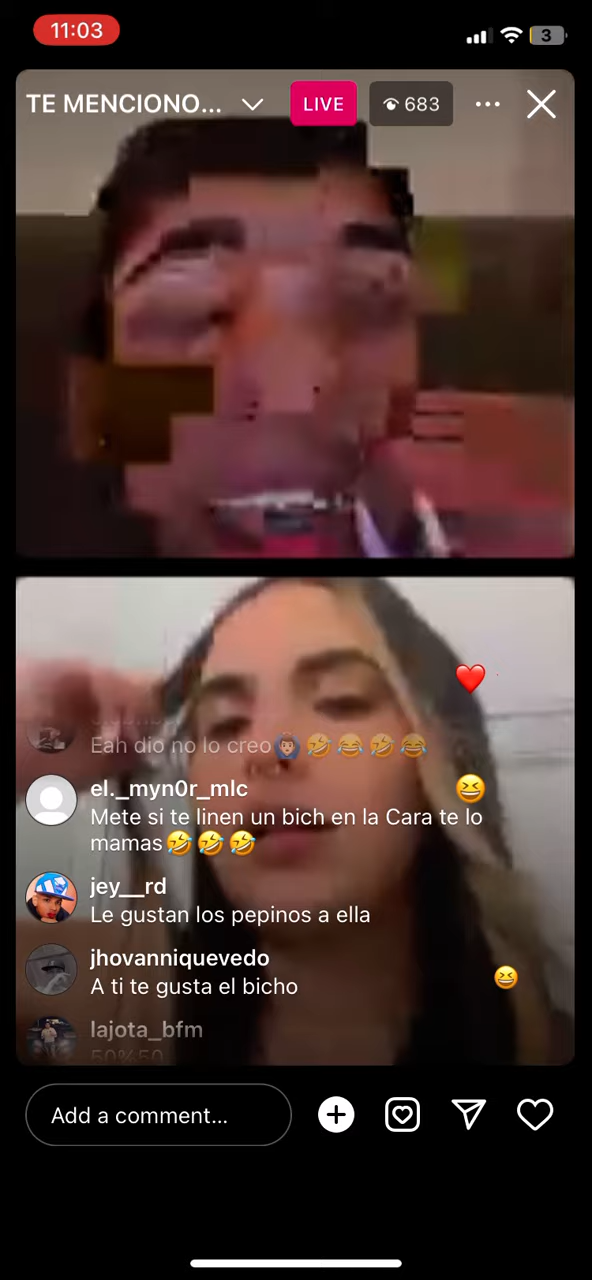 11:03
3
TE MENCIONO...
LIVE
683
Eah dio no lo creo🙋🏻‍♂️🤣😂🤣😂
el._myn0r_mlc
Mete si te linen un bich en la Cara te lo
mamas🤣🤣🤣
jey__rd
Le gustan los pepinos a ella
jhovanniquevedo
A ti te gusta el bicho
lajota_bfm
50%50
Add a comment...